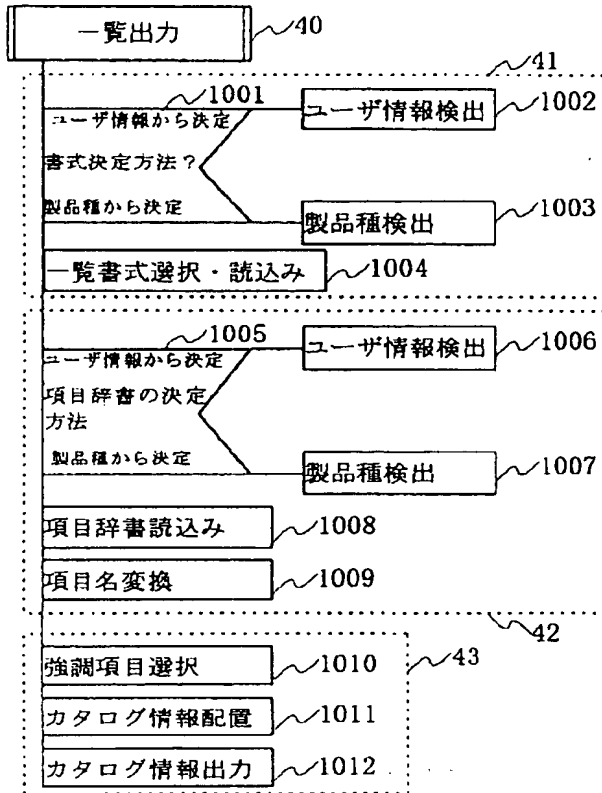 一覧出力
40
41
1001
ユーザ情報から決定
ユーザ情報検出
1002
書式決定方法？
製品種から決定
製品種検出
1003
一覧書式選択・読込み
1004
1005
ユーザ情報から決定
ユーザ情報検出
1006
項目辞書の決定
方法
製品種から決定
製品種検出
1007
項目辞書読込み
1008
項目名変換
1009
42
43
強調項目選択
1010
カタログ情報配置
1011
カタログ情報出力
1012